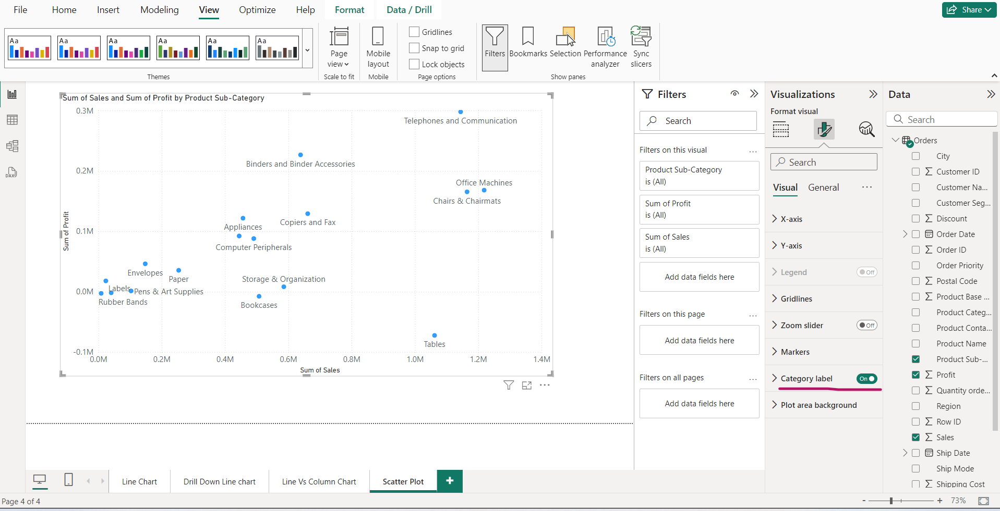 File Home Insert Modeling View Optimize Help Format Data / Drill Share
Aa Aa Aa Aa Aa Aa
Themes
Page view
Scale to fit
Mobile layout
Mobile
Gridlines
Snap to grid
Lock objects
Page options
Filters Bookmarks Selection Performance analyzer Sync slicers
Show panes
DAX
Sum of Sales and Sum of Profit by Product Sub-Category
0.3M
0.2M
0.1M
0.0M
-0.1M
Sum of Profit
Telephones and Communication
Binders and Binder Accessories
Office Machines
Chairs & Chairmats
Copiers and Fax
Appliances
Computer Peripherals
Envelopes
Paper
Storage & Organization
Labels
Pens & Art Supplies
Rubber Bands
Bookcases
Tables
0.0M 0.2M 0.4M 0.6M 0.8M 1.0M 1.2M 1.4M
Sum of Sales
Filters
Search
Filters on this visual ...
Product Sub-Category
is (All)
Sum of Profit
is (All)
Sum of Sales
is (All)
Add data fields here
Filters on this page ...
Add data fields here
Filters on all pages ...
Add data fields here
Visualizations
Format visual
Search
Visual General ...
X-axis
Y-axis
Legend Off
Gridlines
Zoom slider Off
Markers
Category label On
Plot area background
Data
Search
Orders
City
Customer ID
Customer Na...
Customer Seg...
Discount
Order Date
Order ID
Order Priority
Postal Code
Product Base ...
Product Categ...
Product Conta...
Product Name
Product Sub-...
Profit
Quantity orde...
Region
Row ID
Sales
Ship Date
Ship Mode
Shipping Cost
Line Chart Drill Down Line chart Line Vs Column Chart Scatter Plot +
Page 4 of 4
- + 73%